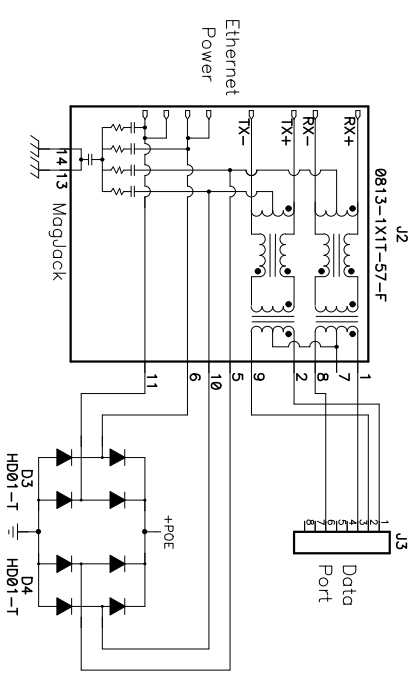 J2
0813-1X1T-57-F
Ethernet
Power
RX+
RX-
TX+
TX-
MagJack
14
13
1
7
8
2
9
5
10
6
11
J3
1
2
3
4
5
6
7
8
Data
Port
+POE
D3
HD01-T
D4
HD01-T